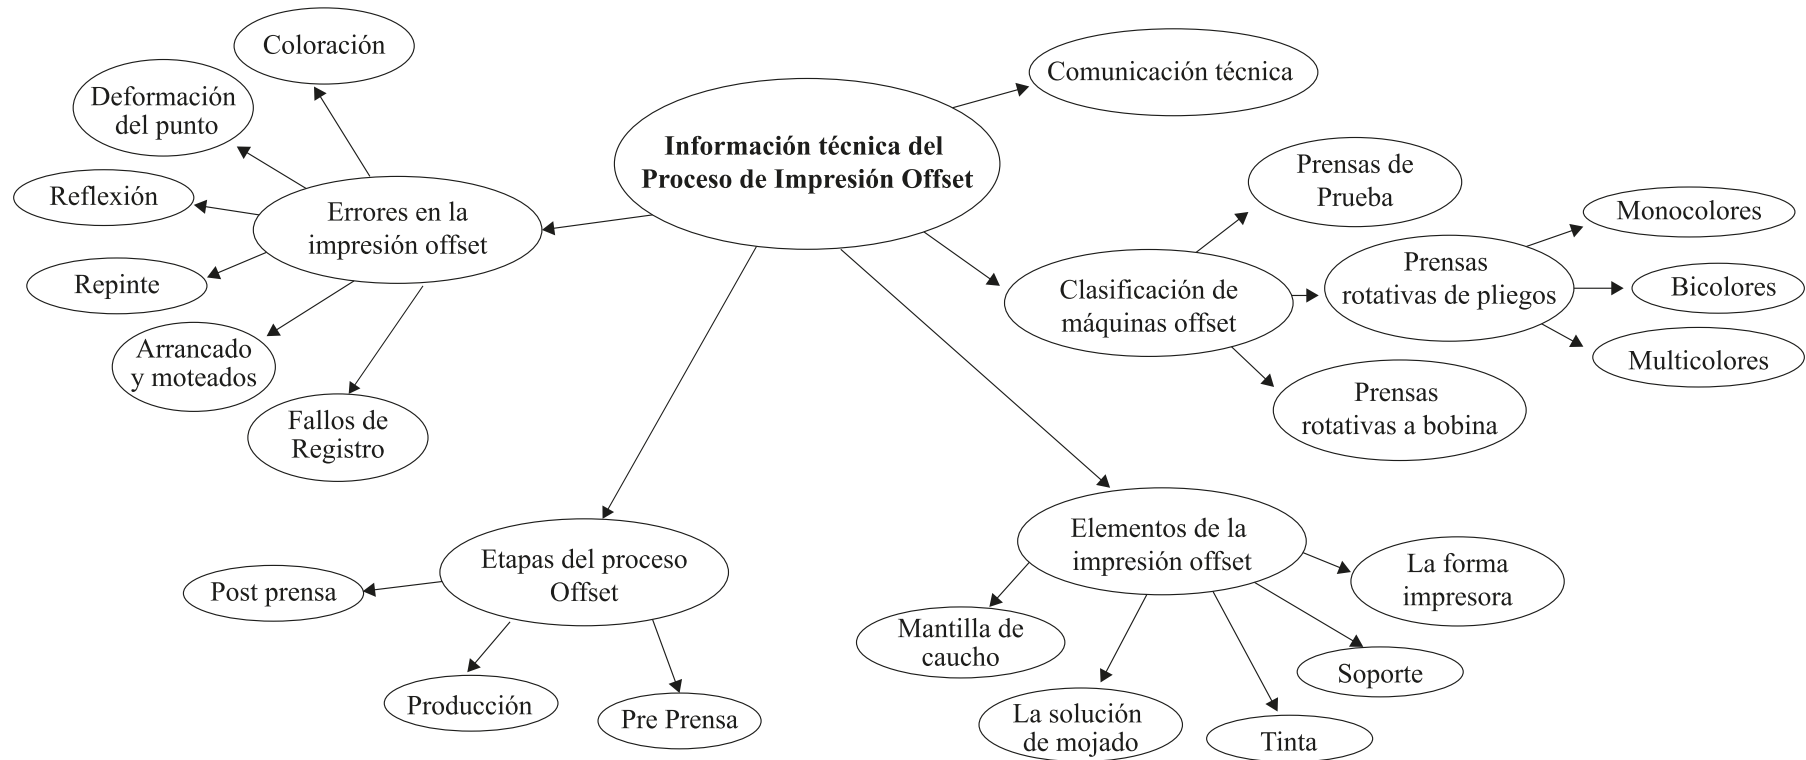 Coloración
Comunicación técnica
Deformación
del punto
Información técnica del
Proceso de Impresión Offset
Prensas de
Prueba
Reflexión
Errores en la
impresión offset
Monocolores
Prensas
rotativas de pliegos
Repinte
Clasificación de
máquinas offset
Bicolores
Arrancado
y moteados
Multicolores
Prensas
rotativas a bobina
Fallos de
Registro
Elementos de la
impresión offset
Etapas del proceso
Offset
La forma
impresora
Post prensa
Mantilla de
caucho
Soporte
Producción
Pre Prensa
La solución
de mojado
Tinta